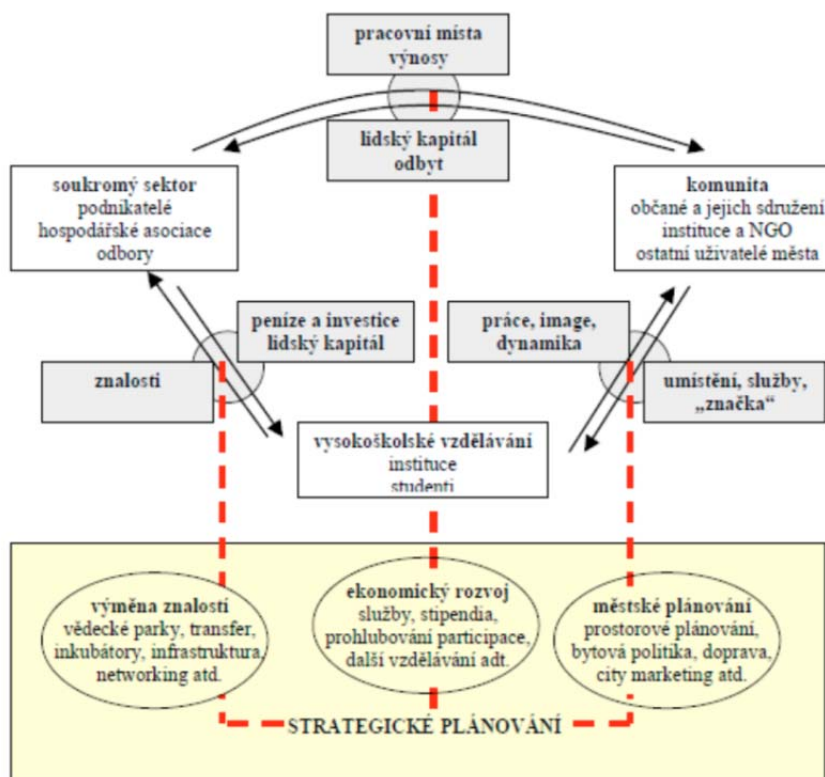 pracovní místa
výnosy
lidský kapitál
odbyt
soukromý sektor
podnikatelé
hospodářské asociace
odbory
komunita
občané a jejich sdružení
instituce a NGO
ostatní uživatelé města
peníze a investice
lidský kapitál
práce, image,
dynamika
znalosti
umístění, služby,
„značka“
vysokoškolské vzdělávání
instituce
studenti
výměna znalostí
vědecké parky, transfer,
inkubátory, infrastruktura,
networking atd.
ekonomický rozvoj
služby, stipendia,
prohlubování participace,
další vzdělávání adt.
městské plánování
prostorové plánování,
bytová politika, doprava,
city marketing atd.
STRATEGICKÉ PLÁNOVÁNÍ